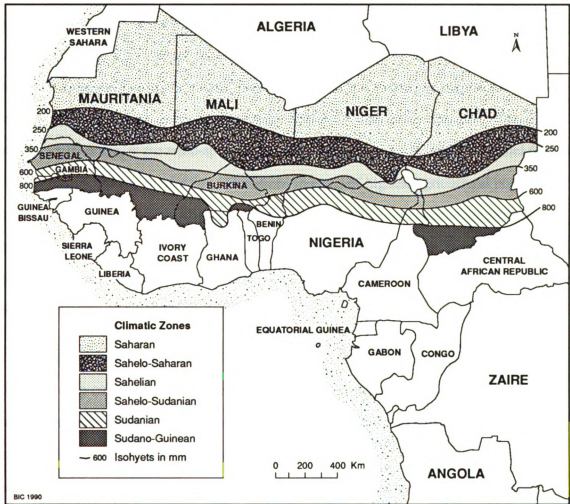 ALGERIA
LIBYA
WESTERN
SAHARA
N
MAURITANIA
MALI
NIGER
CHAD
200
250
350
600
800
200
250
350
600
800
SENEGAL
GAMBIA
BURKINA
GUINEA
BISSAU
GUINEA
SIERRA
LEONE
LIBERIA
IVORY
COAST
GHANA
TOGO
BENIN
NIGERIA
CAMEROON
CENTRAL
AFRICAN REPUBLIC
EQUATORIAL GUINEA
GABON
CONGO
ZAIRE
ANGOLA
Climatic Zones
Saharan
Sahelo-Saharan
Sahelian
Sahelo-Sudanian
Sudanian
Sudano-Guinean
600 Isohyets in mm
0 200 400 Km
BIC 1990